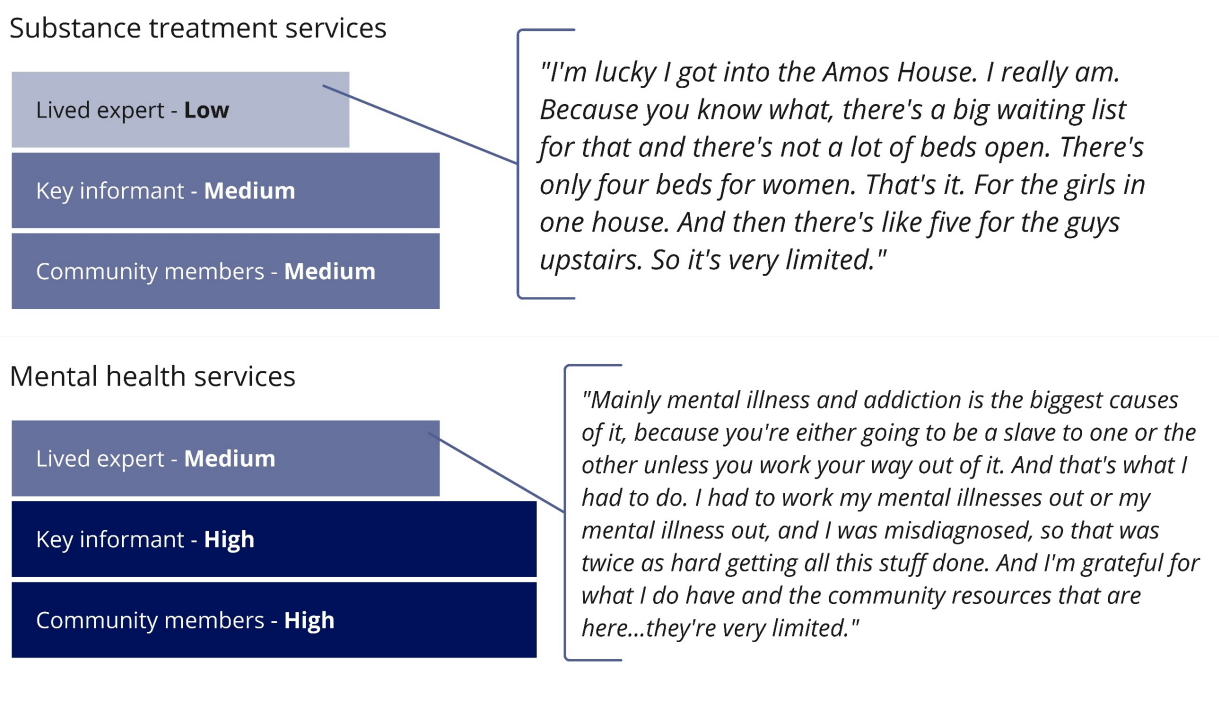 Substance treatment services
Lived expert - Low
Key informant - Medium
Community members - Medium
"I'm lucky I got into the Amos House. I really am.
Because you know what, there's a big waiting list
for that and there's not a lot of beds open. There's
only four beds for women. That's it. For the girls in
one house. And then there's like five for the guys
upstairs. So it's very limited."
Mental health services
Lived expert - Medium
Key informant - High
Community members - High
"Mainly mental illness and addiction is the biggest causes
of it, because you're either going to be a slave to one or the
other unless you work your way out of it. And that's what I
had to do. I had to work my mental illnesses out or my
mental illness out, and I was misdiagnosed, so that was
twice as hard getting all this stuff done. And I'm grateful for
what I do have and the community resources that are
here...they're very limited."